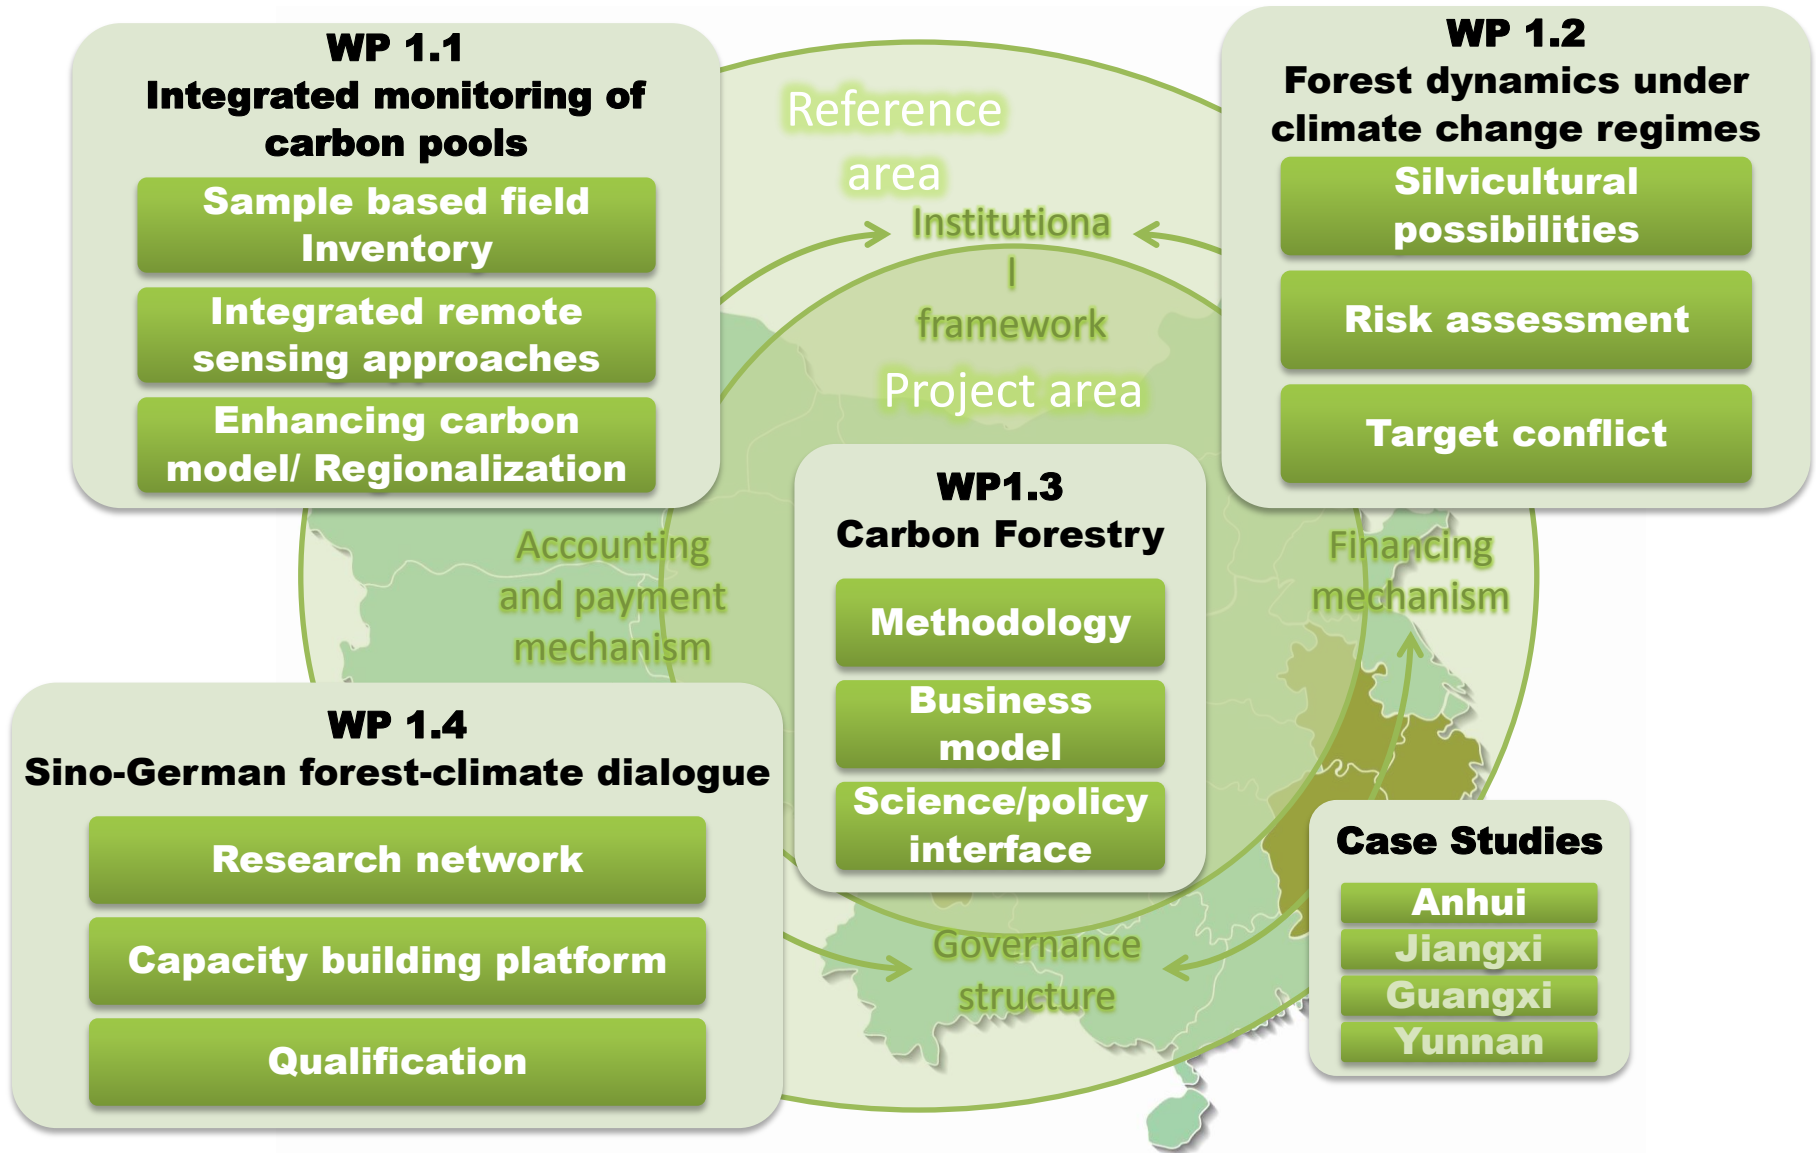 WP 1.1
Integrated monitoring of
carbon pools
Sample based field
Inventory
Integrated remote
sensing approaches
Enhancing carbon
model/ Regionalization
WP 1.2
Forest dynamics under
climate change regimes
Silvicultural
possibilities
Risk assessment
Target conflict
Reference
area
Institutiona
l
framework
Project area
Accounting
and payment
mechanism
Financing
mechanism
Governance
structure
WP1.3
Carbon Forestry
Methodology
Business
model
Science/policy
interface
WP 1.4
Sino-German forest-climate dialogue
Research network
Capacity building platform
Qualification
Case Studies
Anhui
Jiangxi
Guangxi
Yunnan